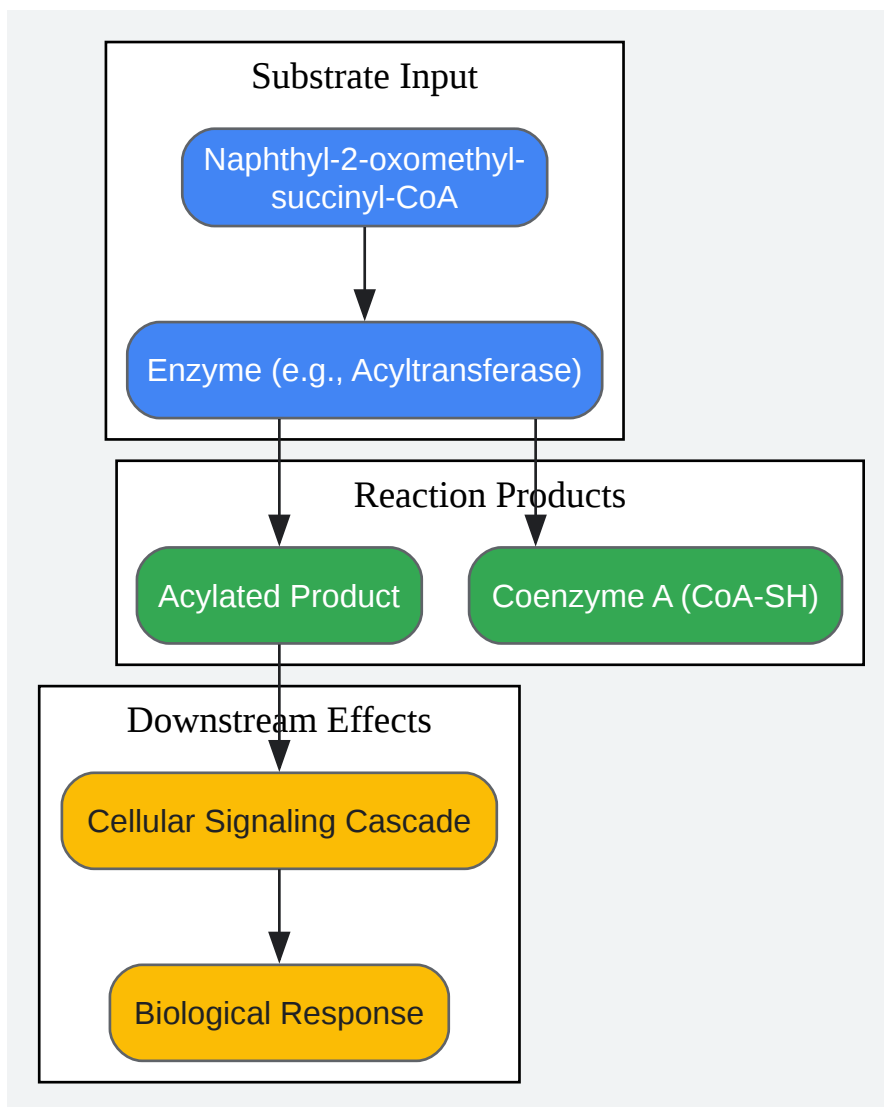 Substrate Input
Naphthyl-2-oxomethyl-
succinyl-CoA
Enzyme (e.g., Acyltransferase)
Reaction Products
Acylated Product
Coenzyme A (CoA-SH)
Downstream Effects
Cellular Signaling Cascade
Biological Response